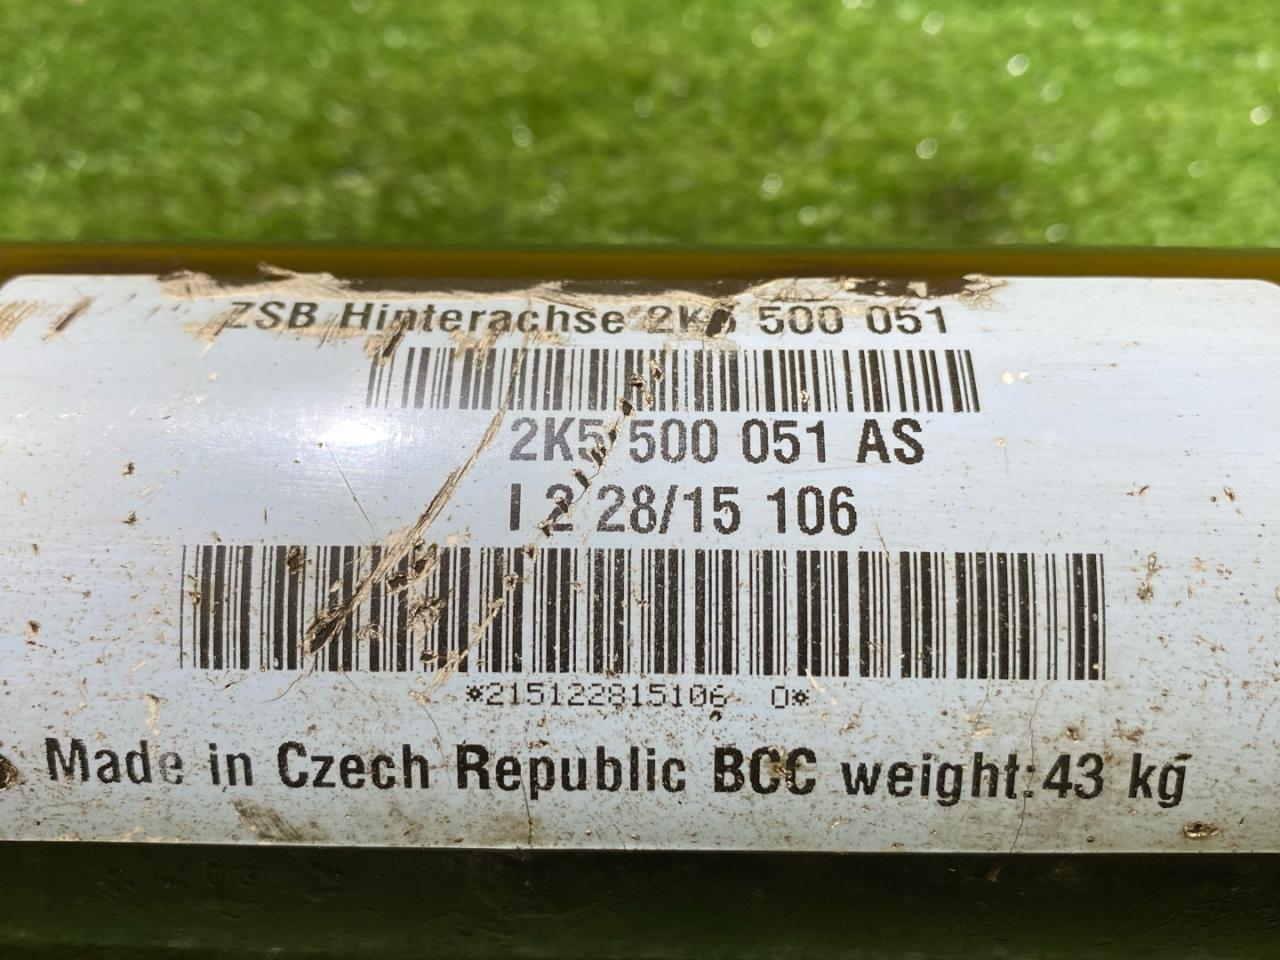 ZSB Hinterachse 2K5 500 051
2K5 500 051 AS
I 2 28/15 106
*215122815106 0*
Made in Czech Republic BCC weight:43 kg